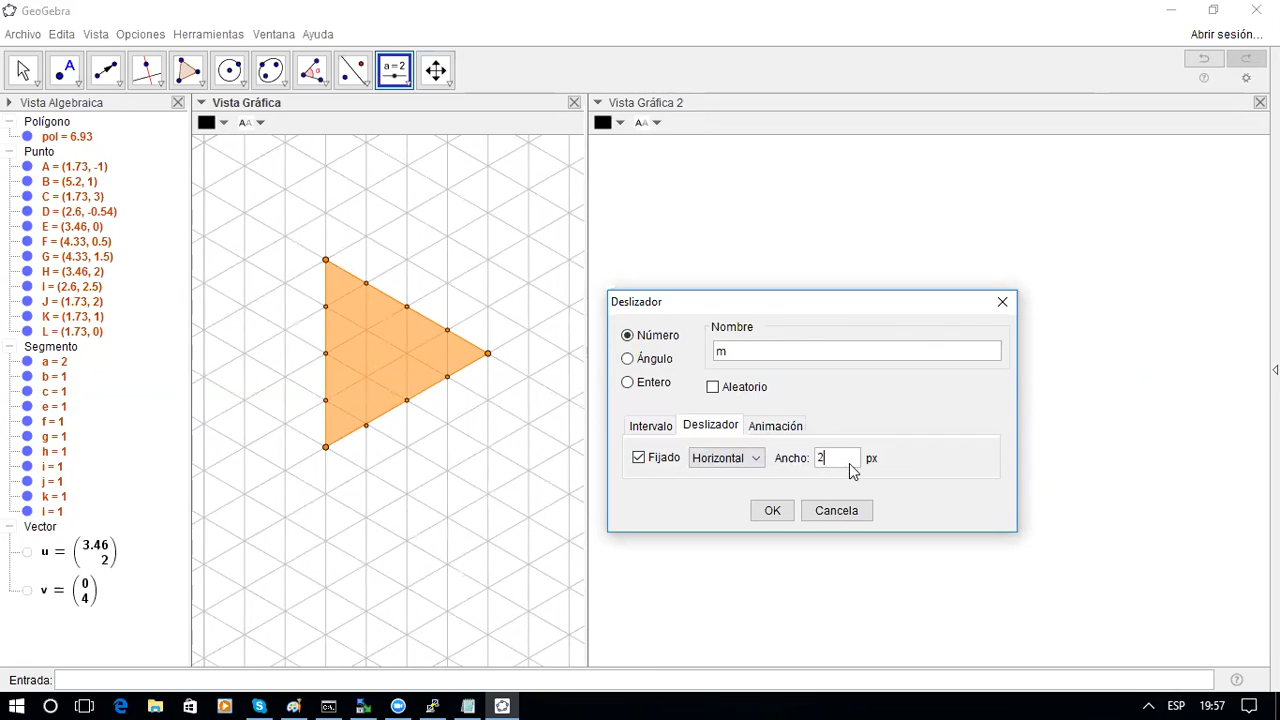 GeoGebra
Archivo Edita Vista Opciones Herramientas Ventana Ayuda
Abrir sesión...
A
a = 2
Vista Algebraica
Vista Gráfica
Vista Gráfica 2
AA
AA
Polígono
pol = 6.93
Punto
A = (1.73, -1)
B = (5.2, 1)
C = (1.73, 3)
D = (2.6, -0.54)
E = (3.46, 0)
F = (4.33, 0.5)
G = (4.33, 1.5)
H = (3.46, 2)
I = (2.6, 2.5)
J = (1.73, 2)
K = (1.73, 1)
L = (1.73, 0)
Segmento
a = 2
b = 1
c = 1
e = 1
f = 1
g = 1
h = 1
i = 1
j = 1
k = 1
l = 1
Vector
u = (3.46
2)
v = (0
4)
Deslizador
Número
Ángulo
Entero
Nombre
m
Aleatorio
Intervalo Deslizador Animación
Fijado Horizontal Ancho: 2 px
OK Cancela
Entrada:
ESP 19:57